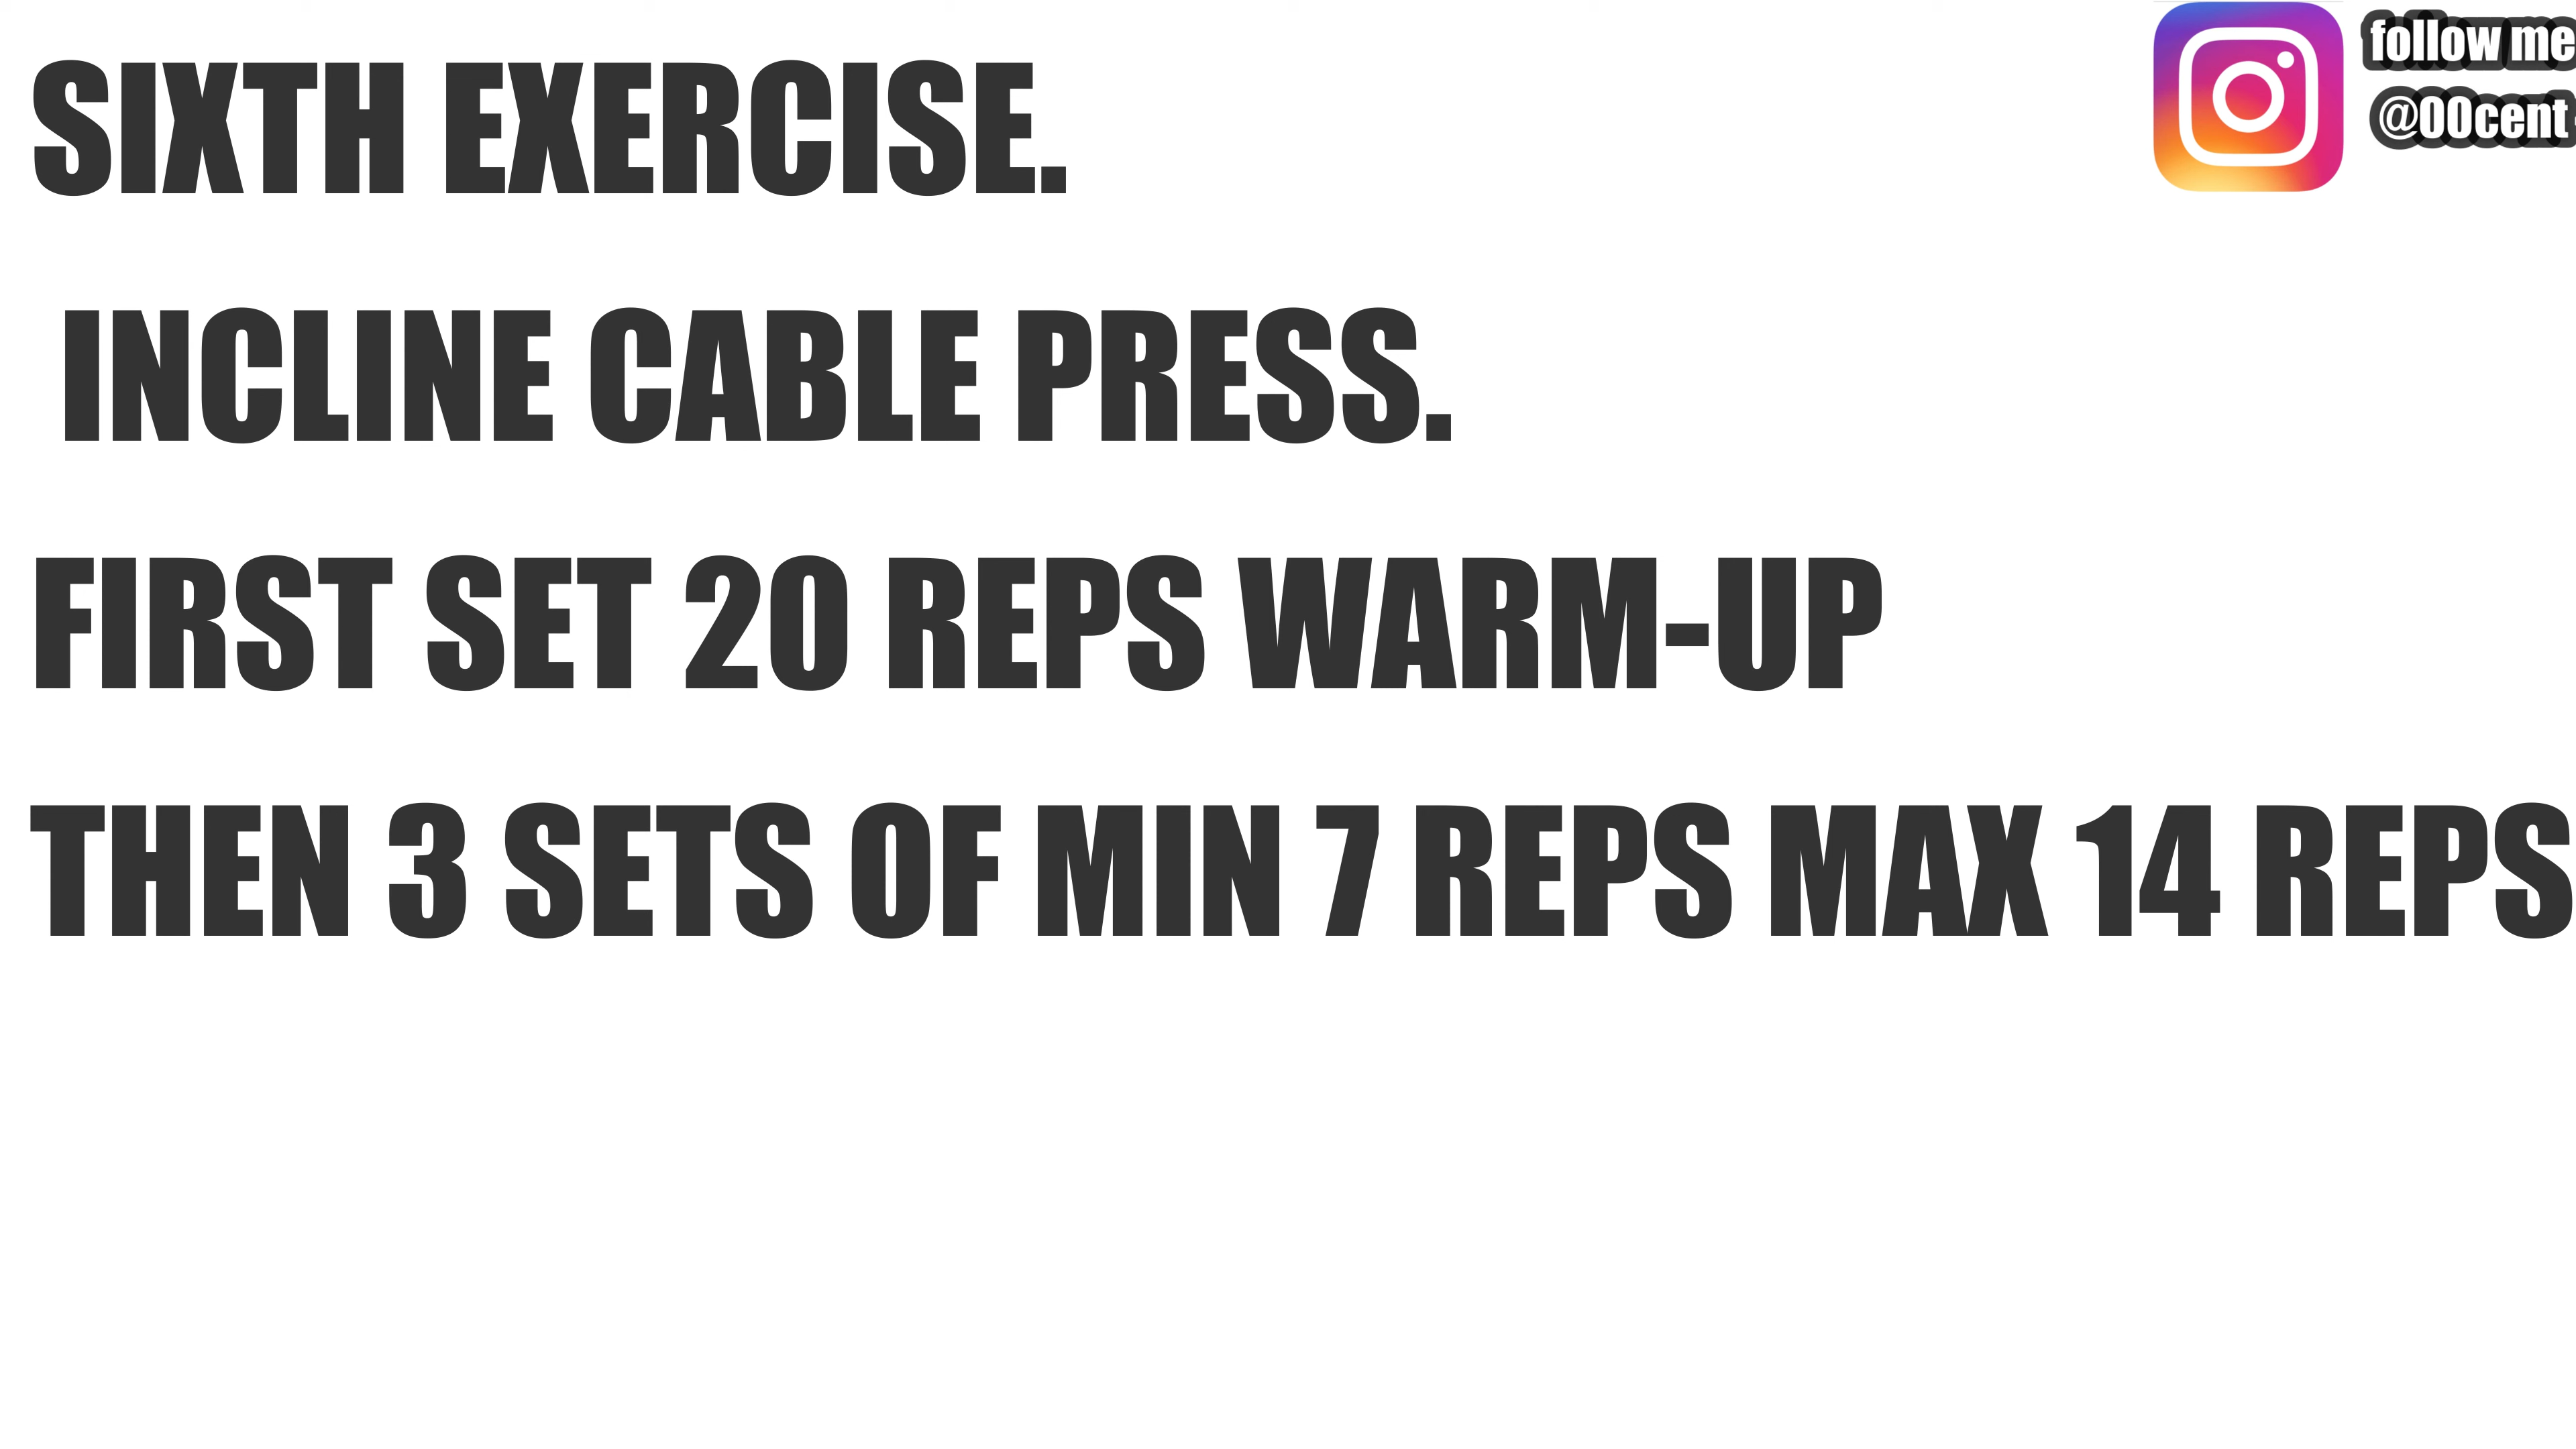 SIXTH EXERCISE.
follow me
@00cent
INCLINE CABLE PRESS.
FIRST SET 20 REPS WARM-UP
THEN 3 SETS OF MIN 7 REPS MAX 14 REPS